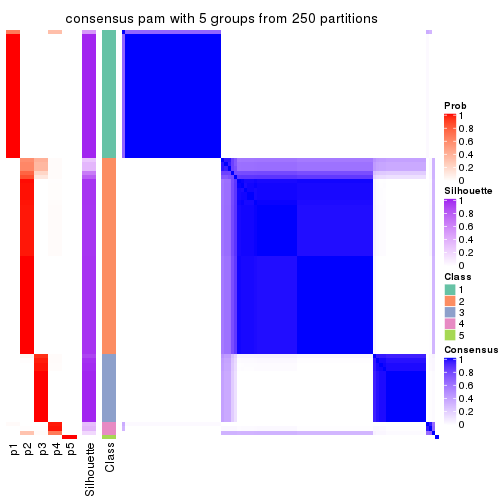 consensus pam with 5 groups from 250 partitions
Prob
1
0.8
0.6
0.4
0.2
0
Silhouette
1
0.8
0.6
0.4
0.2
0
Class
1
2
3
4
5
Consensus
1
0.8
0.6
0.4
0.2
0
p1
p2
p3
p4
p5
Silhouette
Class